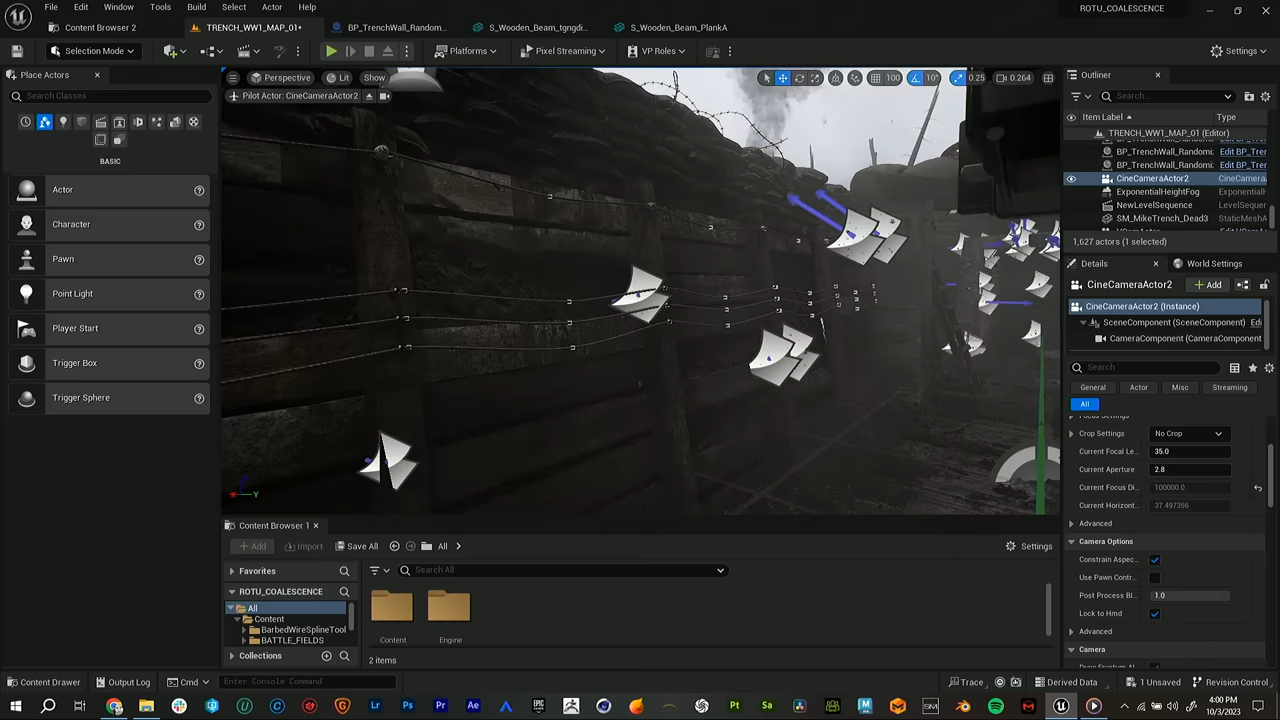 File Edit Window Tools Build Select Actor Help
ROTU_COALESCENCE
Content Browser 2
TRENCH_WW1_MAP_01*
BP_TrenchWall_Random...
S_Wooden_Beam_tgngdi...
S_Wooden_Beam_PlankA
Selection Mode
Platforms
Pixel Streaming
VP Roles
Settings
Place Actors
Search Classes
BASIC
Actor
Character
Pawn
Point Light
Player Start
Trigger Box
Trigger Sphere
Perspective
Lit
Show
100
10°
0.25
0.264
Pilot Actor: CineCameraActor2
Y
Outliner
Search...
Item Label
TRENCH_WW1_MAP_01 (Editor)
BP_TrenchWall_Randomi: Edit BP_Trer
BP_TrenchWall_Randomi: Edit BP_Trer
CineCameraActor2 CineCamera
ExponentialHeightFog Exponential
NewLevelSequence LevelSequer
SM_MikeTrench_Dead3 StaticMesh
1,627 actors (1 selected)
Details
World Settings
CineCameraActor2
Add
CineCameraActor2 (Instance)
SceneComponent (SceneComponent) Edi
CameraComponent (CameraComponent
Search
General
Actor
Misc
Streaming
All
Crop Settings No Crop
Current Focal Le... 35.0
Current Aperture 2.8
Current Focus Di... 100000.0
Current Horizont... 37.497356
Advanced
Camera Options
Constrain Aspec...
Use Pawn Contr...
Post Process Bl... 1.0
Lock to Hmd
Advanced
Camera
Content Browser 1
Add
Import
Save All
All
Settings
Favorites
ROTU_COALESCENCE
All
Content
BarbedWireSplineTool
BATTLE_FIELDS
Collections
Search All
Content
Engine
2 items
Content Drawer
Output Log
Cmd
Enter Console Command
Trace
Derived Data
1 Unsaved
Revision Control
4:00 PM
10/3/2023